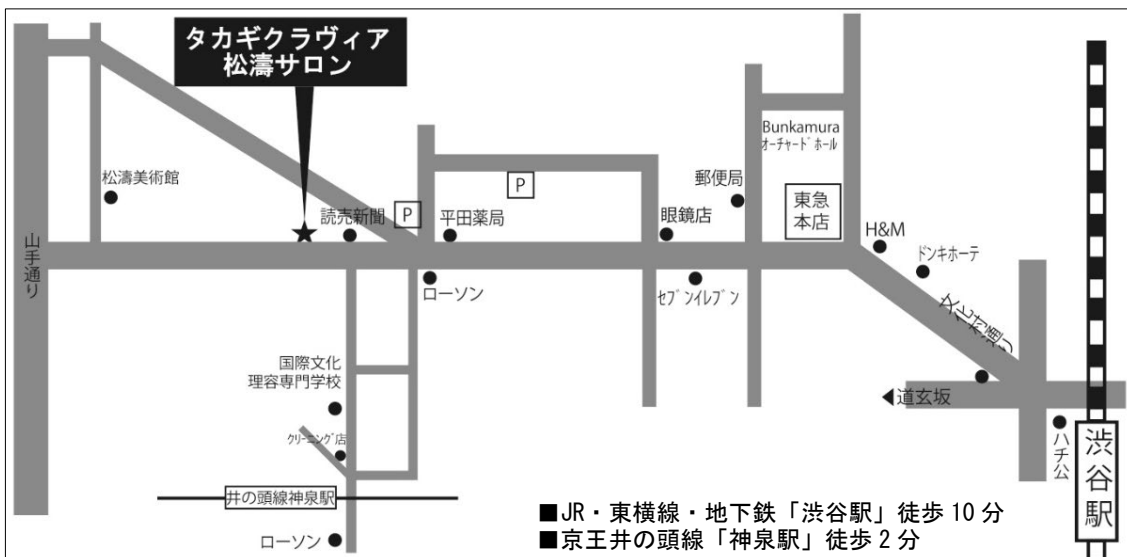 タカギクラヴィア
松濤サロン
Bunkamura
オーチャードホール
松濤美術館
郵便局
東急
本店
P
P
読売新聞
平田薬局
眼鏡店
H&M
ドンキホーテ
山手通り
ローソン
セブンイレブン
文化村通り
国際文化
理容専門学校
◀道玄坂
ハチ公
渋谷駅
クリーニング店
井の頭線神泉駅
ローソン
■JR・東横線・地下鉄「渋谷駅」徒歩 10 分
■京王井の頭線「神泉駅」徒歩 2 分